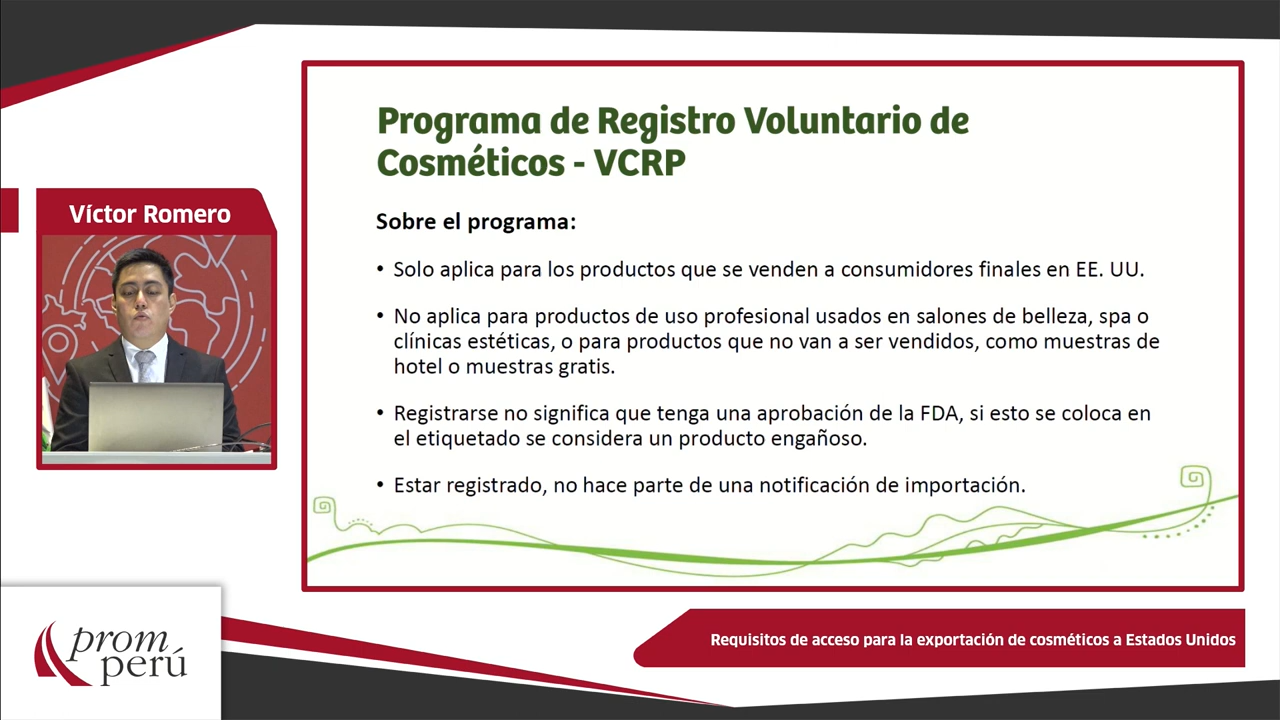 Víctor Romero
Programa de Registro Voluntario de
Cosméticos - VCRP
Sobre el programa:
• Solo aplica para los productos que se venden a consumidores finales en EE. UU.
• No aplica para productos de uso profesional usados en salones de belleza, spa o
clínicas estéticas, o para productos que no van a ser vendidos, como muestras de
hotel o muestras gratis.
• Registrarse no significa que tenga una aprobación de la FDA, si esto se coloca en
el etiquetado se considera un producto engañoso.
• Estar registrado, no hace parte de una notificación de importación.
prom
perú
Requisitos de acceso para la exportación de cosméticos a Estados Unidos